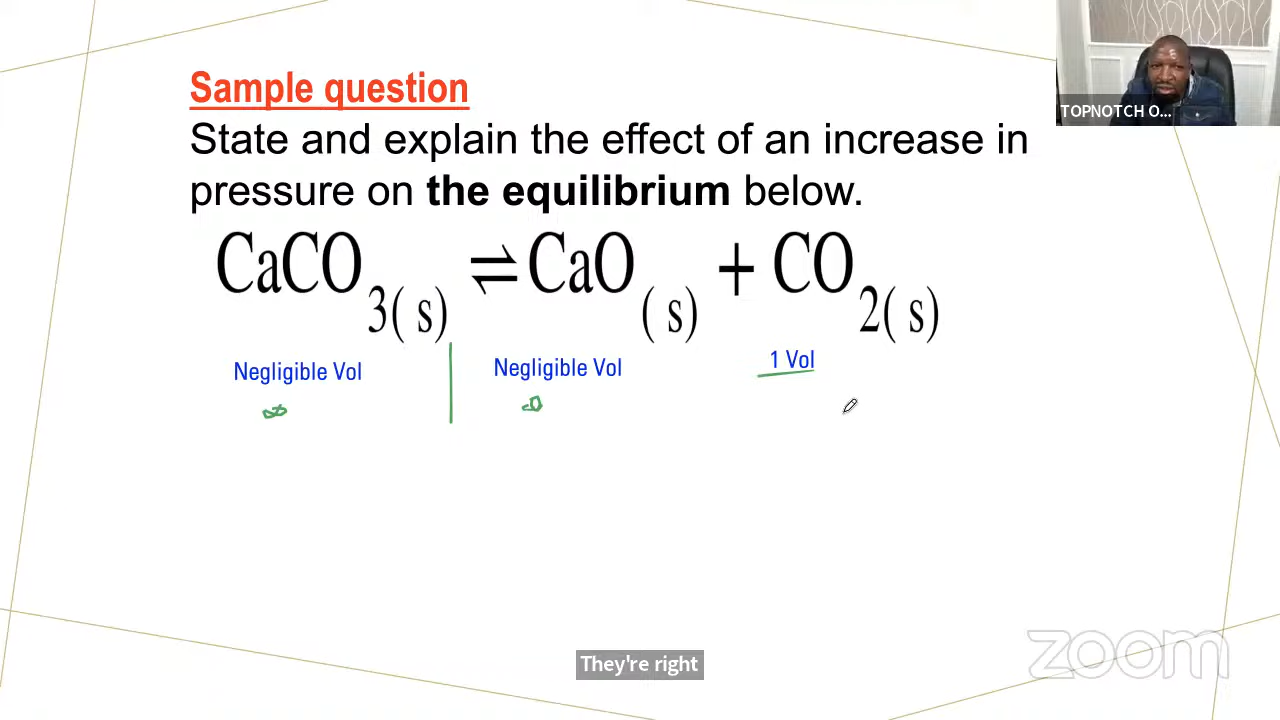 Sample question
TOPNOTCH O...
State and explain the effect of an increase in
pressure on the equilibrium below.
CaCO3(s) ⇌ CaO(s) + CO2(s)
Negligible Vol Negligible Vol 1 Vol
zoom
They're right